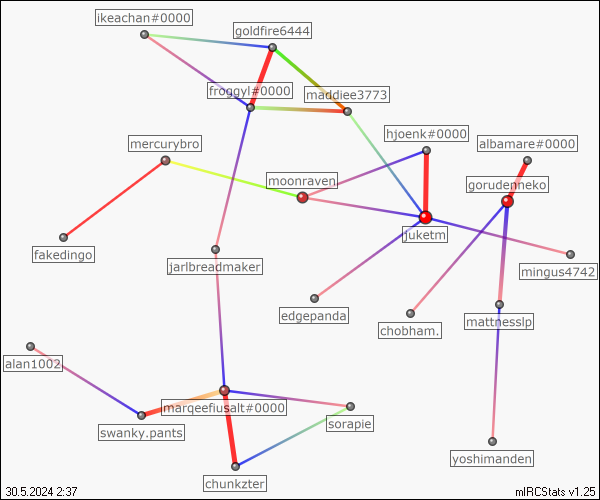 ikeachan#0000
goldfire6444
froggyl#0000
maddiee3773
hjoenk#0000
mercurybro
albamare#0000
moonraven
gorudenneko
juketm
fakedingo
jarlbreadmaker
mingus4742
edgepanda
chobham.
mattnesslp
alan1002
marqeefiusalt#0000
sorapie
swanky.pants
yoshimanden
chunkzter
30.5.2024 2:37
mIRCStats v1.25